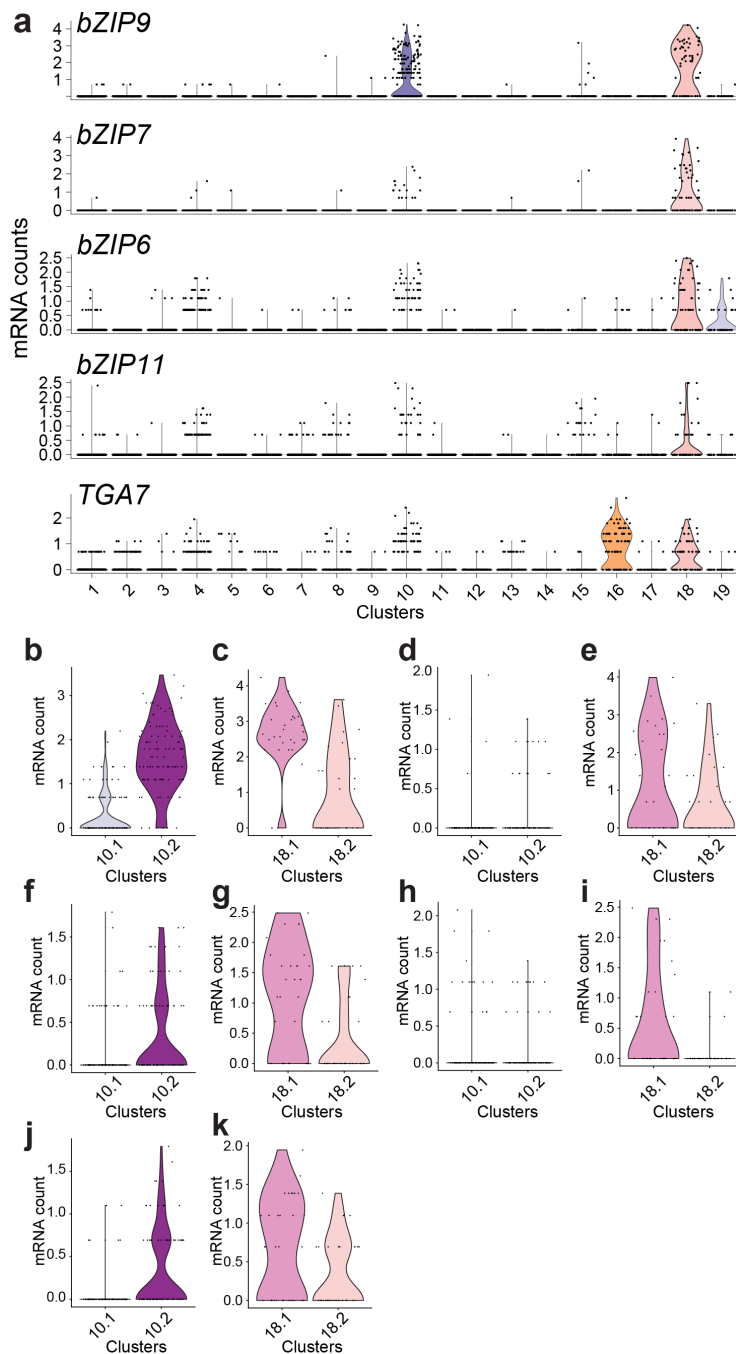 a
bZIP9
4
3
2
1
bZIP7
4
3
2
1
0
bZIP6
2.5
2.0
1.5
1.0
0.5
0.0
bZIP11
2.5
2.0
1.5
1.0
0.5
0.0
TGA7
2
1
0
mRNA counts
1 2 3 4 5 6 7 8 9 10 11 12 13 14 15 16 17 18 19
Clusters
b
mRNA count
3
2
1
0
10.1 10.2
Clusters
c
mRNA count
4
3
2
1
0
18.1 18.2
Clusters
d
mRNA count
2.0
1.5
1.0
0.5
0.0
10.1 10.2
Clusters
e
mRNA count
4
3
2
1
0
18.1 18.2
Clusters
f
mRNA count
1.5
1.0
0.5
0.0
10.1 10.2
Clusters
g
mRNA count
2.5
2.0
1.5
1.0
0.5
0.0
18.1 18.2
Clusters
h
mRNA count
2.0
1.5
1.0
0.5
0.0
10.1 10.2
Clusters
i
mRNA count
2.5
2.0
1.5
1.0
0.5
0.0
18.1 18.2
Clusters
j
mRNA count
1.5
1.0
0.5
0.0
10.1 10.2
Clusters
k
mRNA count
2.0
1.5
1.0
0.5
0.0
18.1 18.2
Clusters